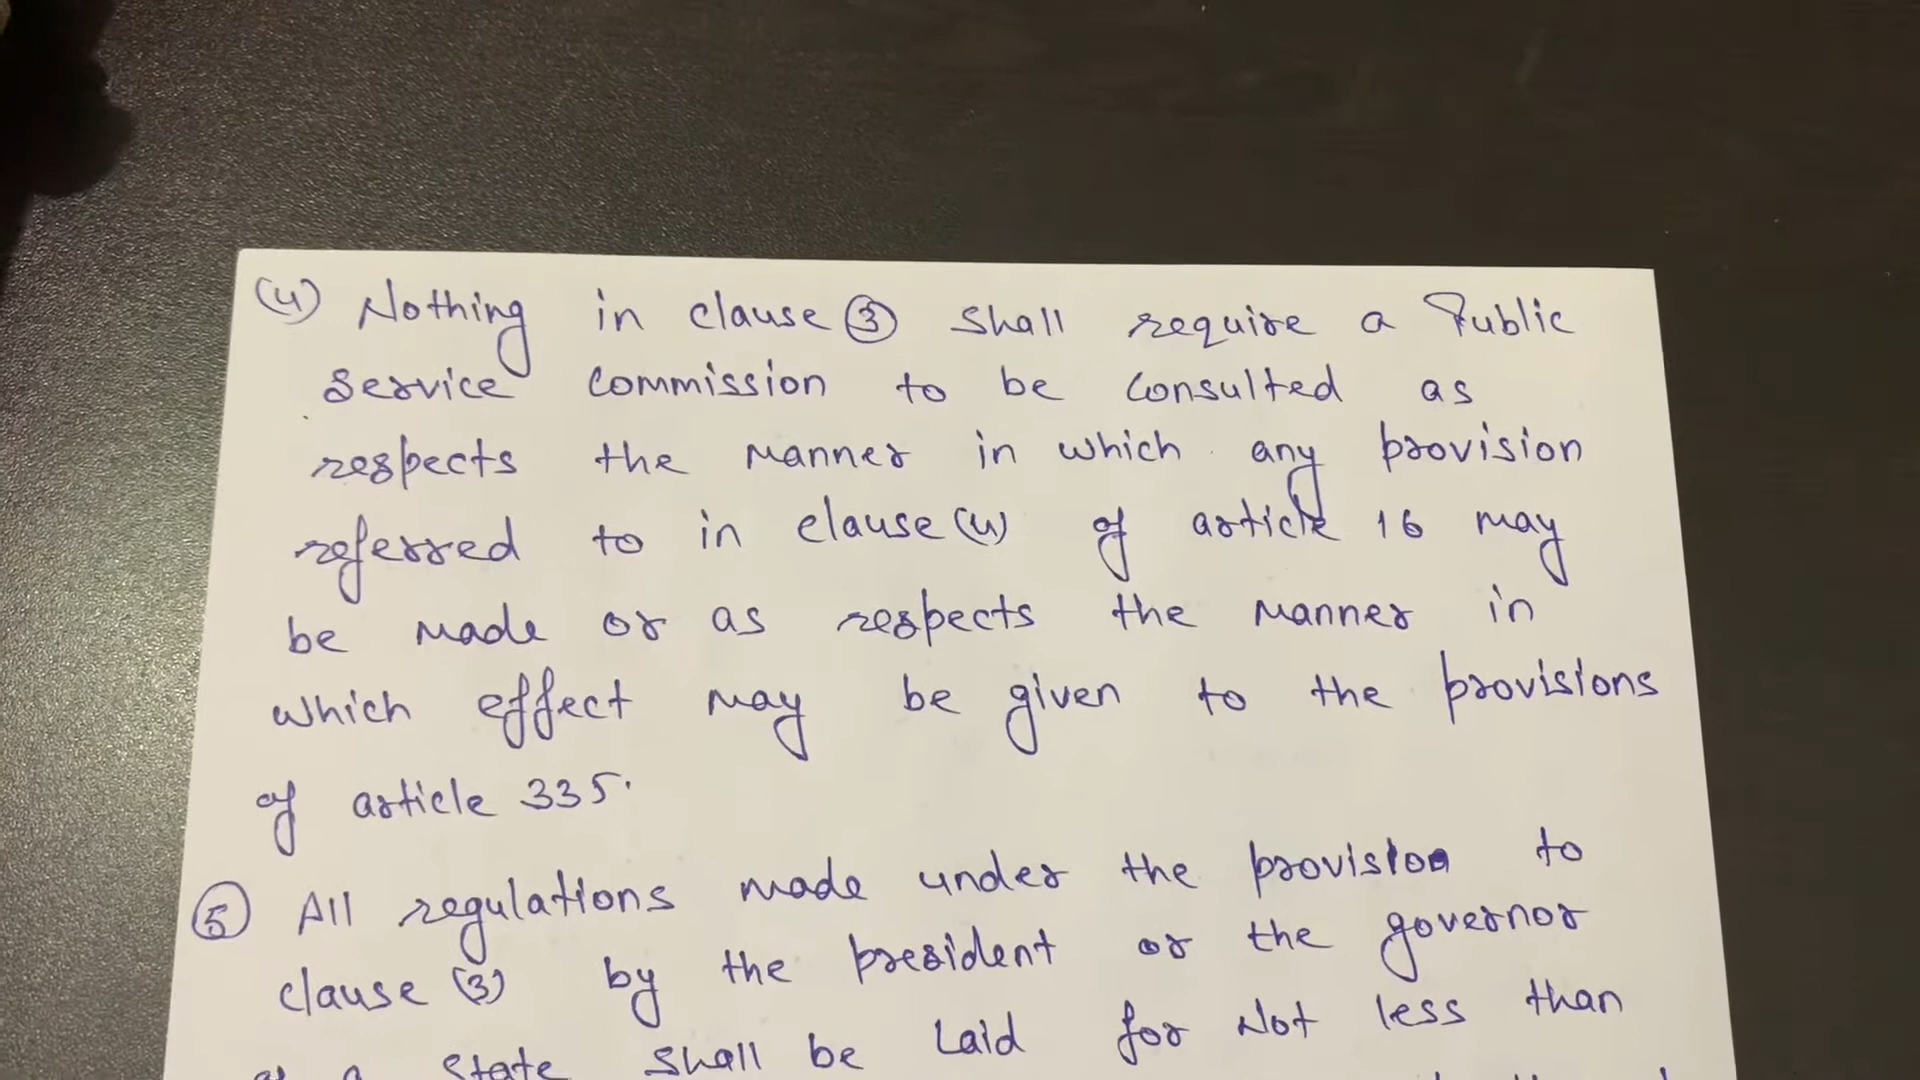 (4) Nothing in clause ③ shall require a Public
Service Commission to be Consulted as
respects the manner in which any provision
referred to in clause (4) of article 16 may
be made or as respects the manner in
which effect may be given to the provisions
of article 335.
⑤ All regulations made under the provision to
clause (3) by the president or the governor
of a State shall be Laid for Not less than